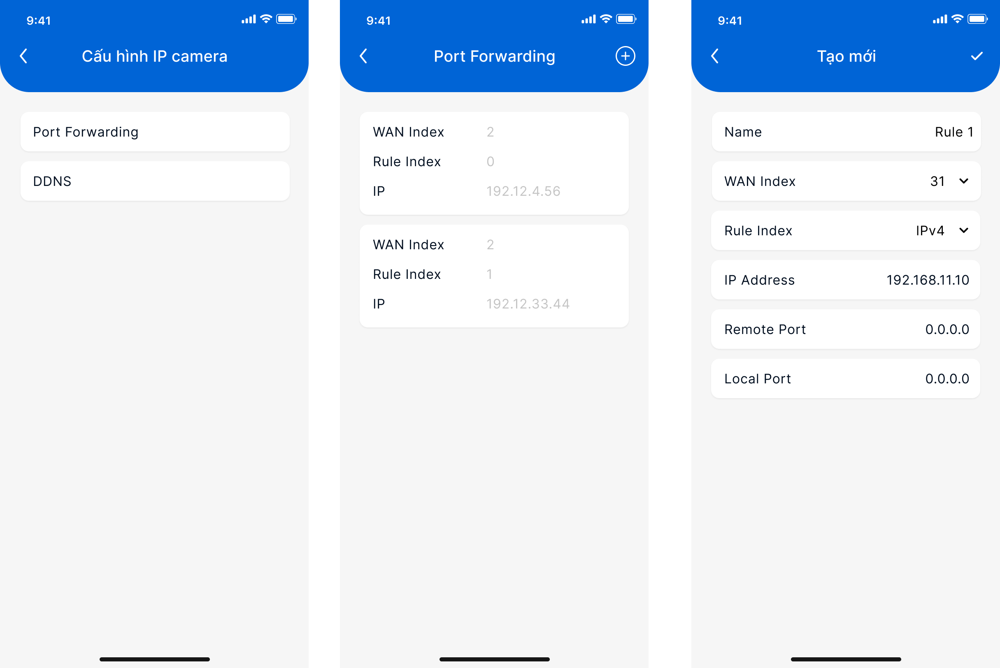 9:41
Cấu hình IP camera
Port Forwarding
DDNS
9:41
Port Forwarding
WAN Index 2
Rule Index 0
IP 192.12.4.56
WAN Index 2
Rule Index 1
IP 192.12.33.44
9:41
Tạo mới
Name Rule 1
WAN Index 31
Rule Index IPv4
IP Address 192.168.11.10
Remote Port 0.0.0.0
Local Port 0.0.0.0